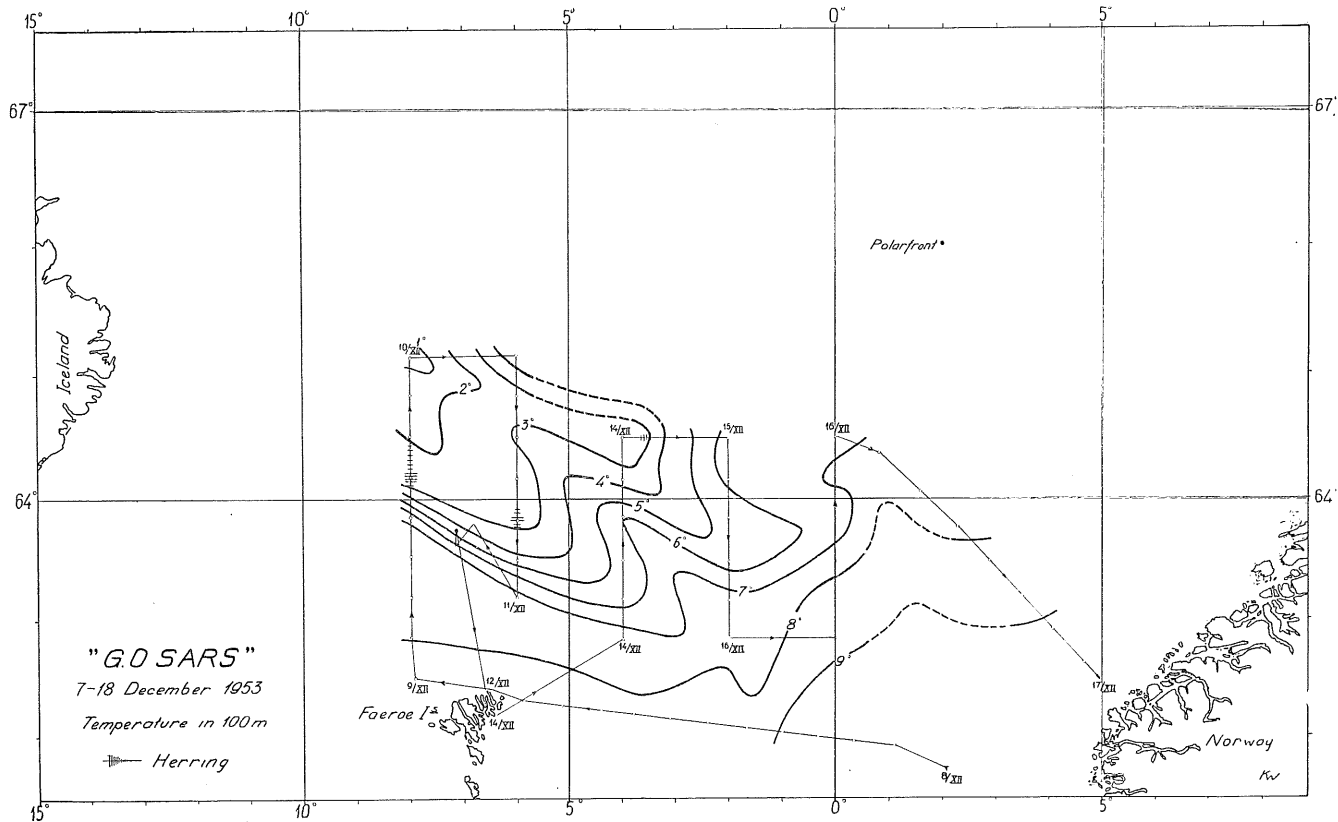 15° 10° 5° 0° 5°
67° 67°
Polarfront
Iceland
10/XII 1°
2°
3° 14/XII 15/XII 16/XII
4°
64° 64°
5°
6°
7°
11/XII
8°
14/XII 16/XII
9°
"G.O SARS"
7-18 December 1953
Temperature in 100m
Herring
9/XII 12/XII 17/XII
Faeroe Is
14/XII
Norway
8/XII
Kv
15° 10° 5° 0° 5°